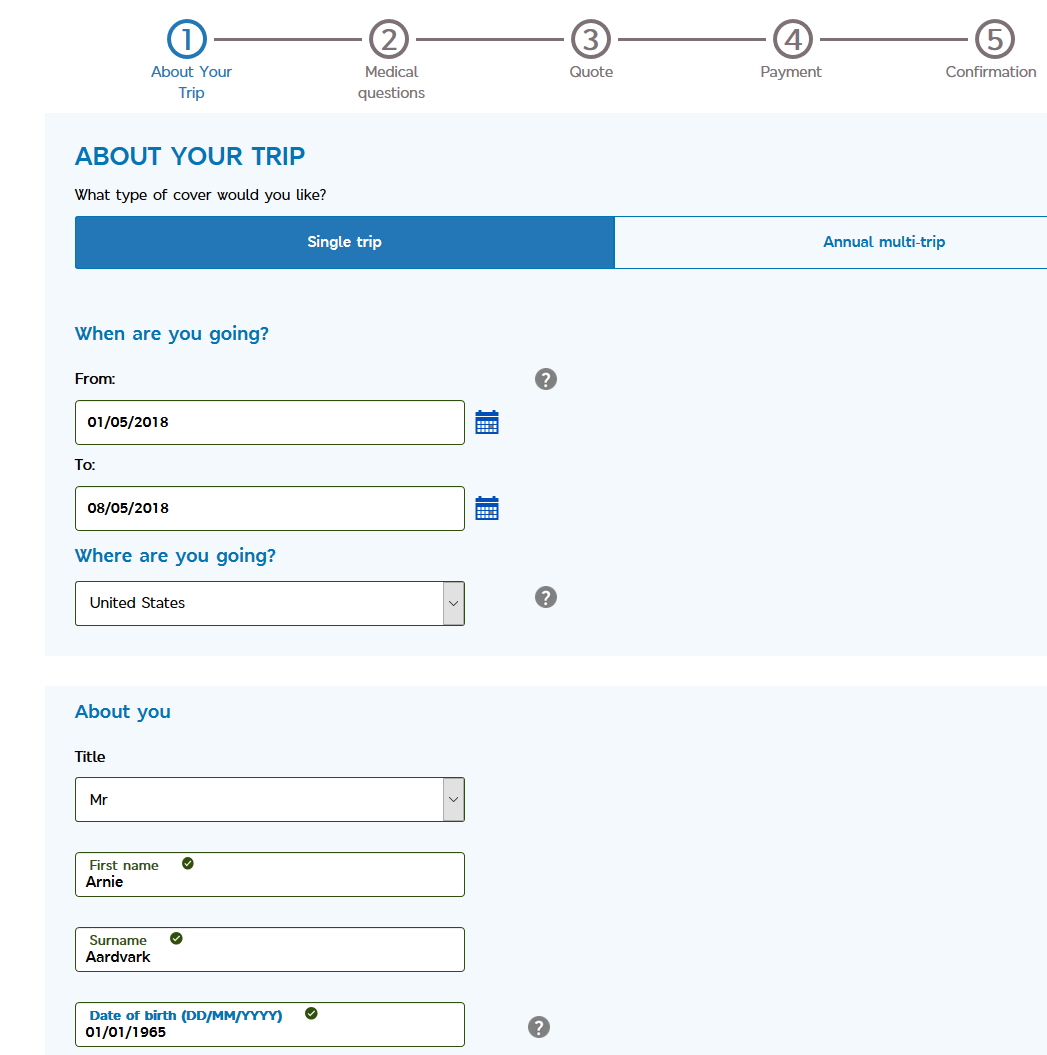 1 2 3 4 5
About Your Trip
Medical questions
Quote
Payment
Confirmation
ABOUT YOUR TRIP
What type of cover would you like?
Single trip
Annual multi-trip
When are you going?
From:
?
01/05/2018
To:
08/05/2018
Where are you going?
United States
?
About you
Title
Mr
First name
Arnie
Surname
Aardvark
Date of birth (DD/MM/YYYY)
01/01/1965
?